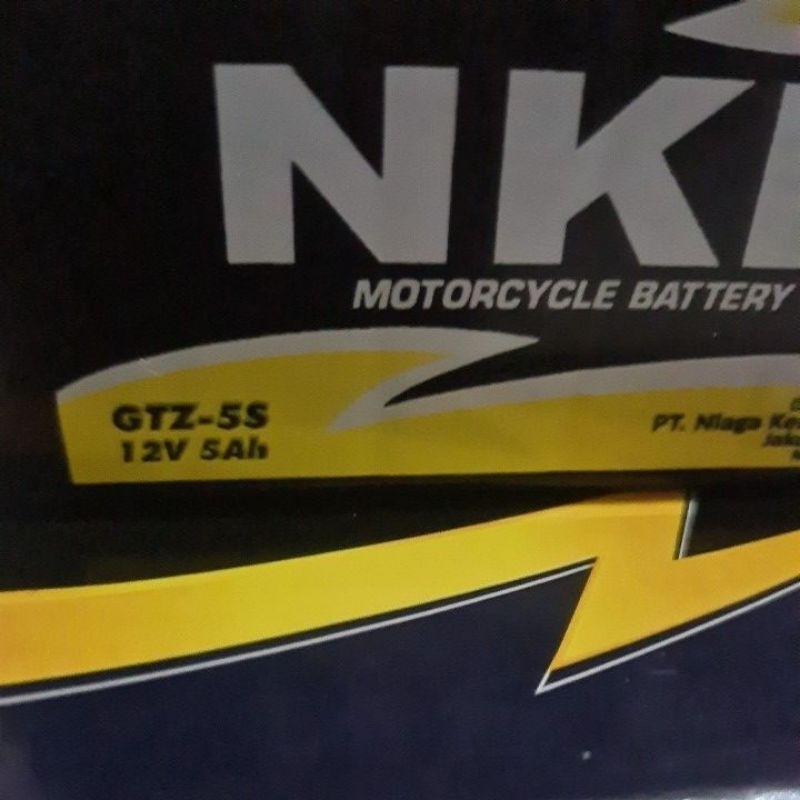 NK
MOTORCYCLE BATTERY
GTZ-5S
12V 5Ah
PT. Niaga